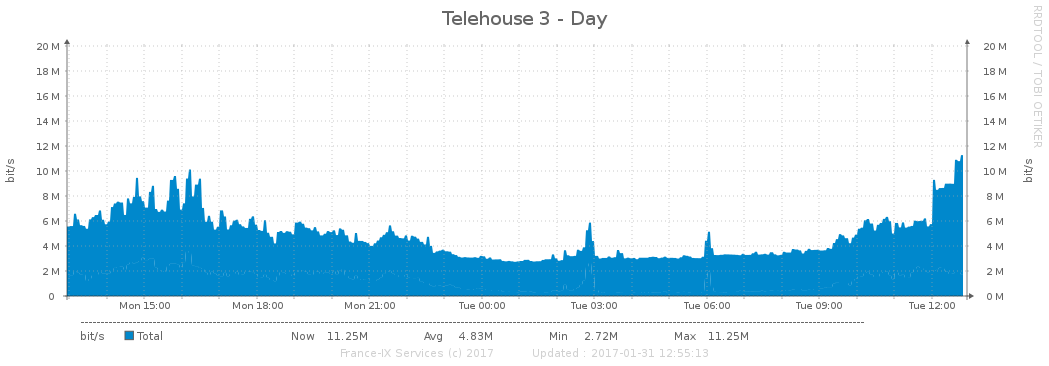 Telehouse 3 - Day
RRDTOOL / TOBI OETIKER
bit/s
bit/s
20 M 20 M
18 M 18 M
16 M 16 M
14 M 14 M
12 M 12 M
10 M 10 M
8 M 8 M
6 M 6 M
4 M 4 M
2 M 2 M
0 0 M
Mon 15:00 Mon 18:00 Mon 21:00 Tue 00:00 Tue 03:00 Tue 06:00 Tue 09:00 Tue 12:00
bit/s Total Now 11.25M Avg 4.83M Min 2.72M Max 11.25M
France-IX Services (c) 2017 Updated : 2017-01-31 12:55:13